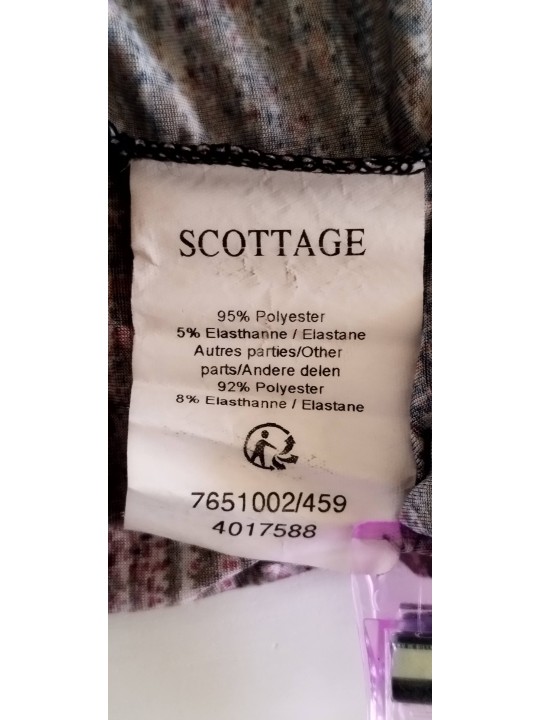 SCOTTAGE
95% Polyester
5% Elasthanne / Elastane
Autres parties/Other
parts/Andere delen
92% Polyester
8% Elasthanne / Elastane
7651002/459
4017588